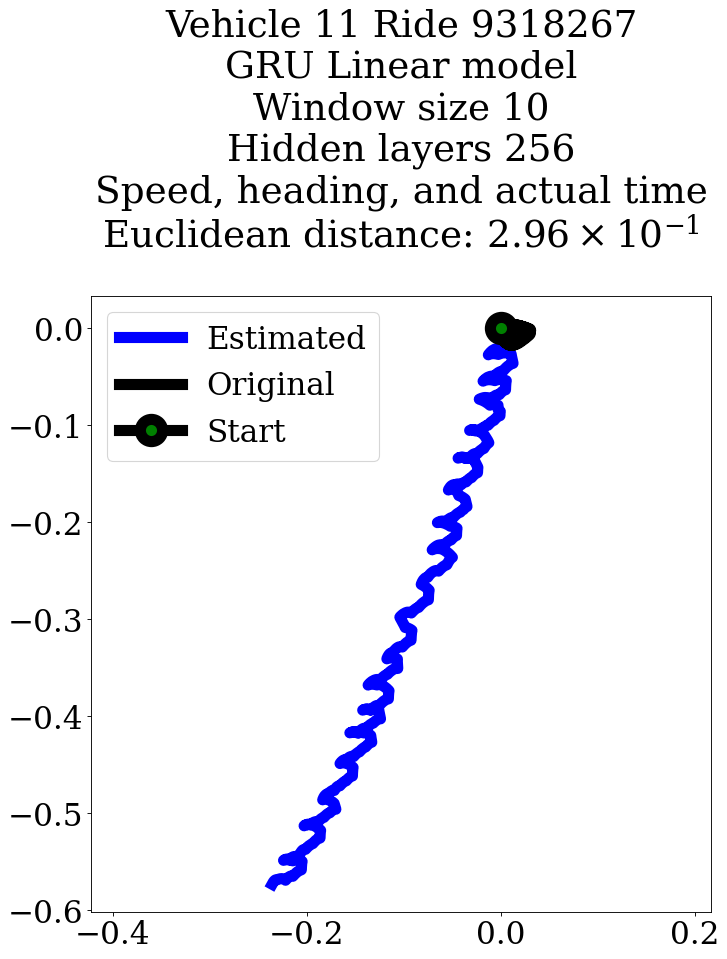 Vehicle 11 Ride 9318267
GRU Linear model
Window size 10
Hidden layers 256
Speed, heading, and actual time
Euclidean distance: 2.96 × 10⁻¹
Estimated
Original
Start
0.0
−0.1
−0.2
−0.3
−0.4
−0.5
−0.6
−0.4
−0.2
0.0
0.2